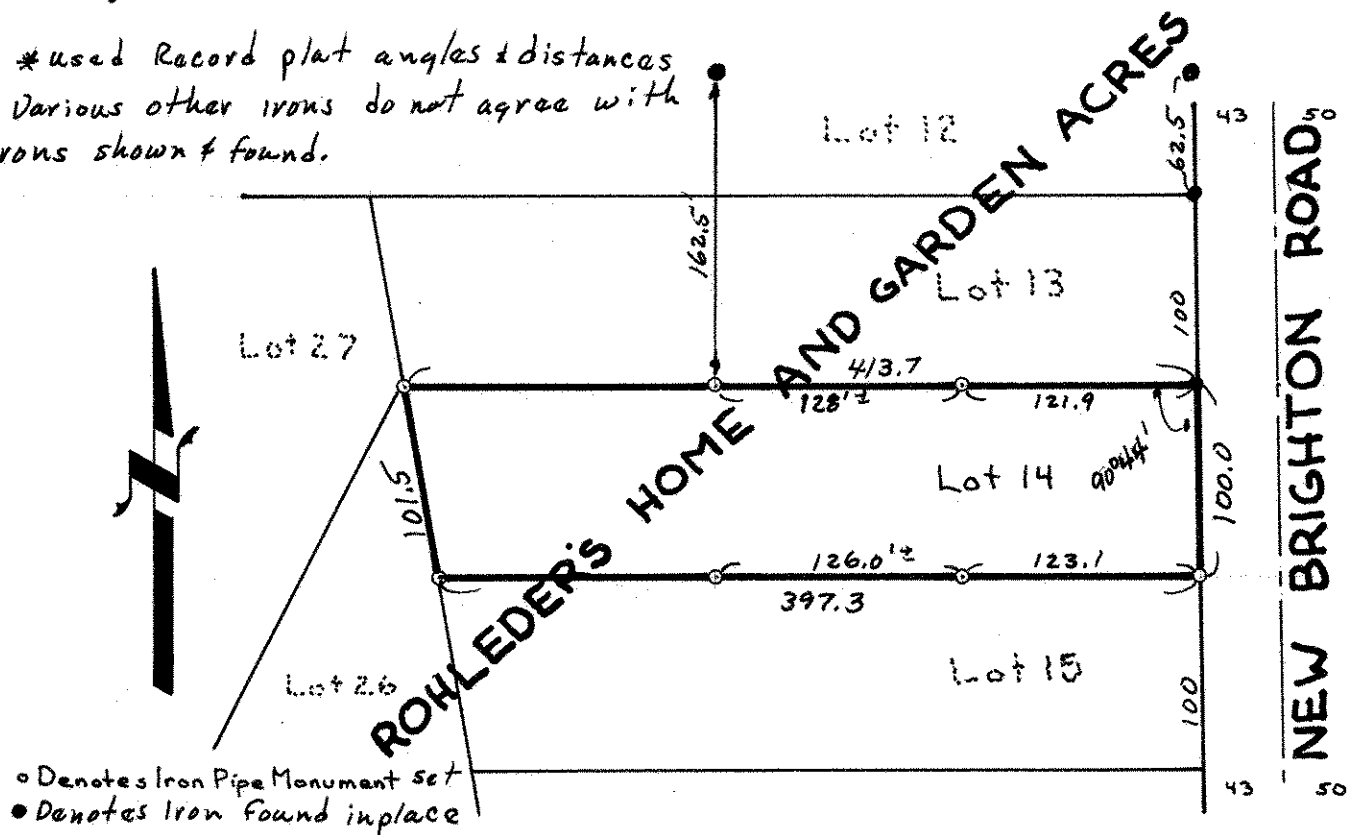 *used Record plat angles & distances
Various other irons do not agree with
irons shown & found.
Lot 12
62.5'
43
50
162.5'
Lot 13
100
Lot 27
413.7
128'±
121.9
101.5
Lot 14
90°44'
100.0
126.0'±
123.1
397.3
Lot 26
Lot 15
100
ROHLEDER'S HOME AND GARDEN ACRES
NEW BRIGHTON ROAD
43
50
o Denotes Iron Pipe Monument set
● Denotes Iron found inplace